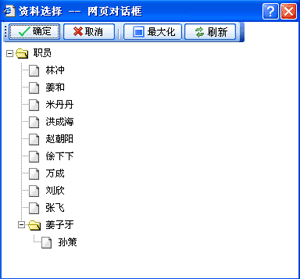 资料选择 -- 网页对话框
确定 取消 最大化 刷新
职员
林冲
姜和
米丹丹
洪成海
赵朝阳
徐下下
万成
刘欣
张飞
姜子牙
孙策